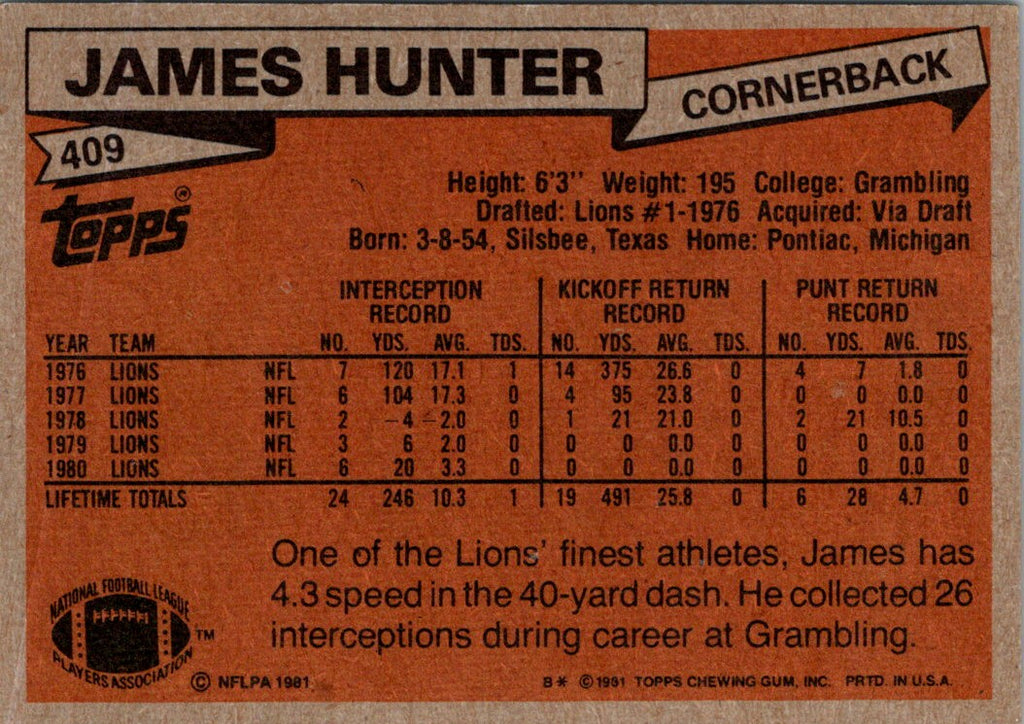 JAMES HUNTER
CORNERBACK
409
Topps®
Height: 6'3" Weight: 195 College: Grambling
Drafted: Lions #1-1976 Acquired: Via Draft
Born: 3-8-54, Silsbee, Texas Home: Pontiac, Michigan
INTERCEPTION RECORD KICKOFF RETURN RECORD PUNT RETURN RECORD
YEAR TEAM NO. YDS. AVG. TDS. NO. YDS. AVG. TDS. NO. YDS. AVG. TDS.
1976 LIONS NFL 7 120 17.1 1 14 375 26.6 0 4 7 1.8 0
1977 LIONS NFL 6 104 17.3 0 4 95 23.8 0 0 0 0.0 0
1978 LIONS NFL 2 -4 -2.0 0 1 21 21.0 0 2 21 10.5 0
1979 LIONS NFL 3 6 2.0 0 0 0 0.0 0 0 0 0.0 0
1980 LIONS NFL 6 20 3.3 0 0 0 0.0 0 0 0 0.0 0
LIFETIME TOTALS 24 246 10.3 1 19 491 25.8 0 6 28 4.7 0
One of the Lions' finest athletes, James has
4.3 speed in the 40-yard dash. He collected 26
interceptions during career at Grambling.
NATIONAL FOOTBALL LEAGUE
PLAYERS ASSOCIATION
TM
© NFLPA 1981
B* © 1981 TOPPS CHEWING GUM, INC. PRTD. IN U.S.A.